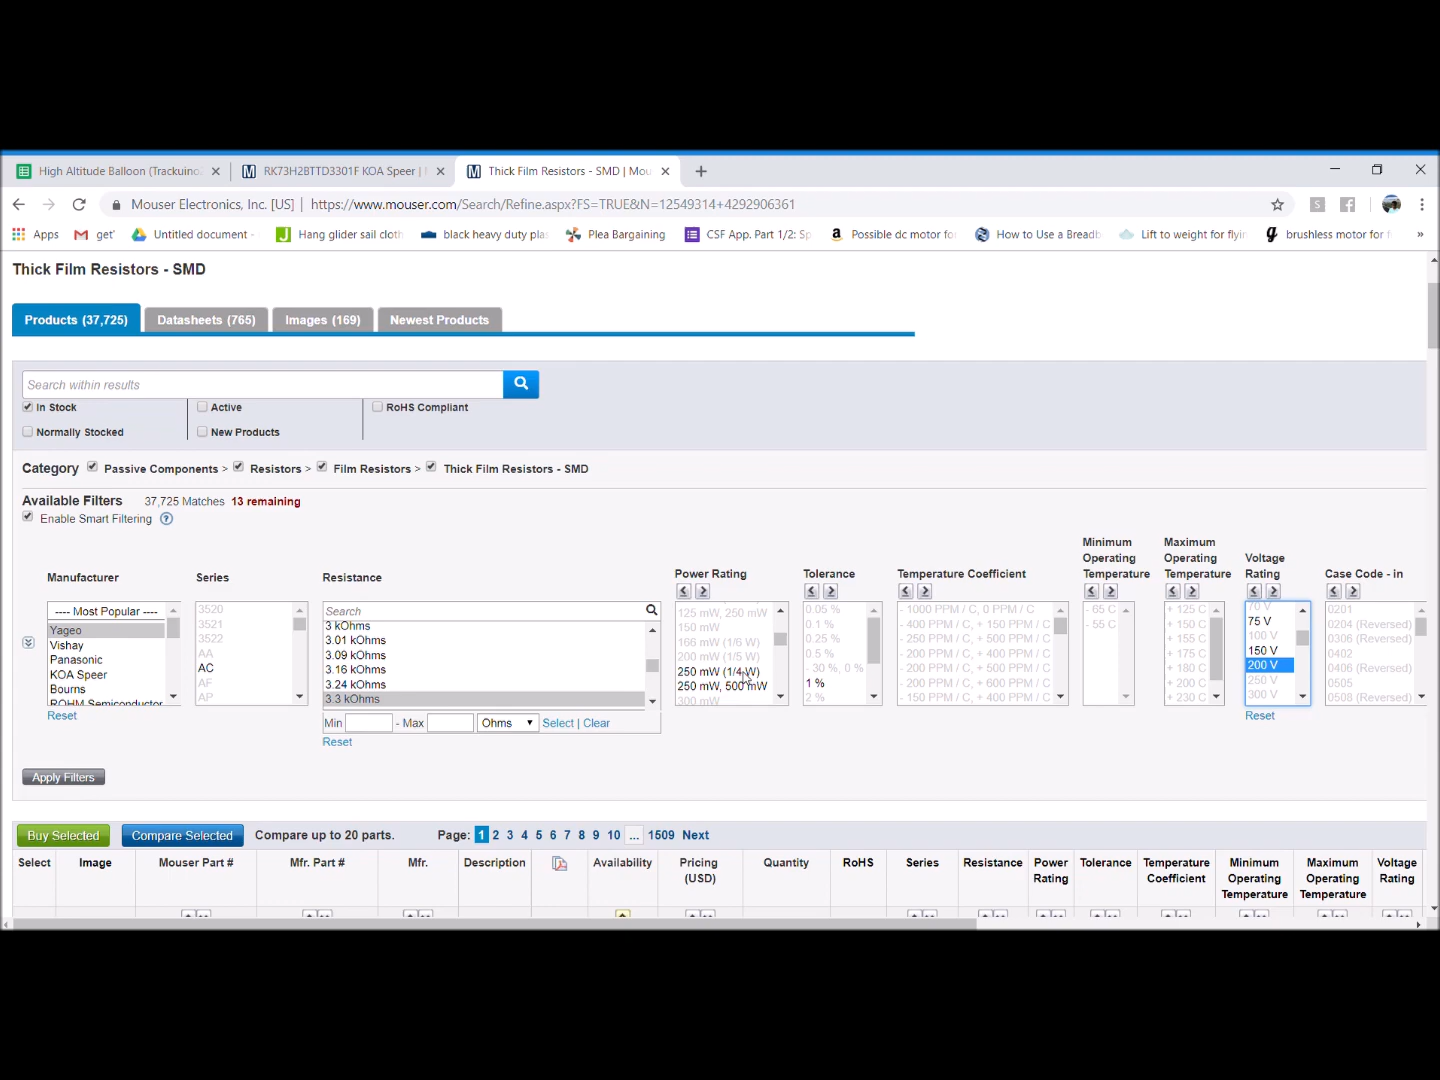 High Altitude Balloon (Trackuino
RK73H2BTTD3301F KOA Speer |
Thick Film Resistors - SMD | Mou
Mouser Electronics, Inc. [US] | https://www.mouser.com/Search/Refine.aspx?FS=TRUE&N=12549314+4292906361
Apps get' Untitled document - Hang glider sail cloth black heavy duty plas Plea Bargaining CSF App. Part 1/2: Sp Possible dc motor fo How to Use a Breadb Lift to weight for flyin brushless motor for f »
Thick Film Resistors - SMD
Products (37,725) Datasheets (765) Images (169) Newest Products
Search within results
In Stock Active RoHS Compliant
Normally Stocked New Products
Category Passive Components > Resistors > Film Resistors > Thick Film Resistors - SMD
Available Filters 37,725 Matches 13 remaining
Enable Smart Filtering ?
Manufacturer
---- Most Popular ----
Yageo
Vishay
Panasonic
KOA Speer
Bourns
ROHM Semiconductor
Reset
Series
3520
3521
3522
AA
AC
AF
AP
Resistance
Search
3 kOhms
3.01 kOhms
3.09 kOhms
3.16 kOhms
3.24 kOhms
3.3 kOhms
Min - Max Ohms Select | Clear
Reset
Power Rating
125 mW, 250 mW
150 mW
166 mW (1/6 W)
200 mW (1/5 W)
250 mW (1/4 W)
250 mW, 500 mW
300 mW
Tolerance
0.05 %
0.1 %
0.25 %
0.5 %
- 30 %, 0 %
1 %
2 %
Temperature Coefficient
- 1000 PPM / C, 0 PPM / C
- 400 PPM / C, + 150 PPM / C
- 250 PPM / C, + 500 PPM / C
- 200 PPM / C, + 400 PPM / C
- 200 PPM / C, + 500 PPM / C
- 200 PPM / C, + 600 PPM / C
- 150 PPM / C, + 400 PPM / C
Minimum
Operating
Temperature
- 65 C
- 55 C
Maximum
Operating
Temperature
+ 125 C
+ 150 C
+ 155 C
+ 175 C
+ 180 C
+ 200 C
+ 230 C
Voltage
Rating
70 V
75 V
100 V
150 V
200 V
250 V
300 V
Reset
Case Code - in
0201
0204 (Reversed)
0306 (Reversed)
0402
0406 (Reversed)
0505
0508 (Reversed)
Apply Filters
Buy Selected Compare Selected Compare up to 20 parts. Page: 1 2 3 4 5 6 7 8 9 10 ... 1509 Next
Select Image Mouser Part # Mfr. Part # Mfr. Description Availability Pricing (USD) Quantity RoHS Series Resistance Power Rating Tolerance Temperature Coefficient Minimum Operating Temperature Maximum Operating Temperature Voltage Rating